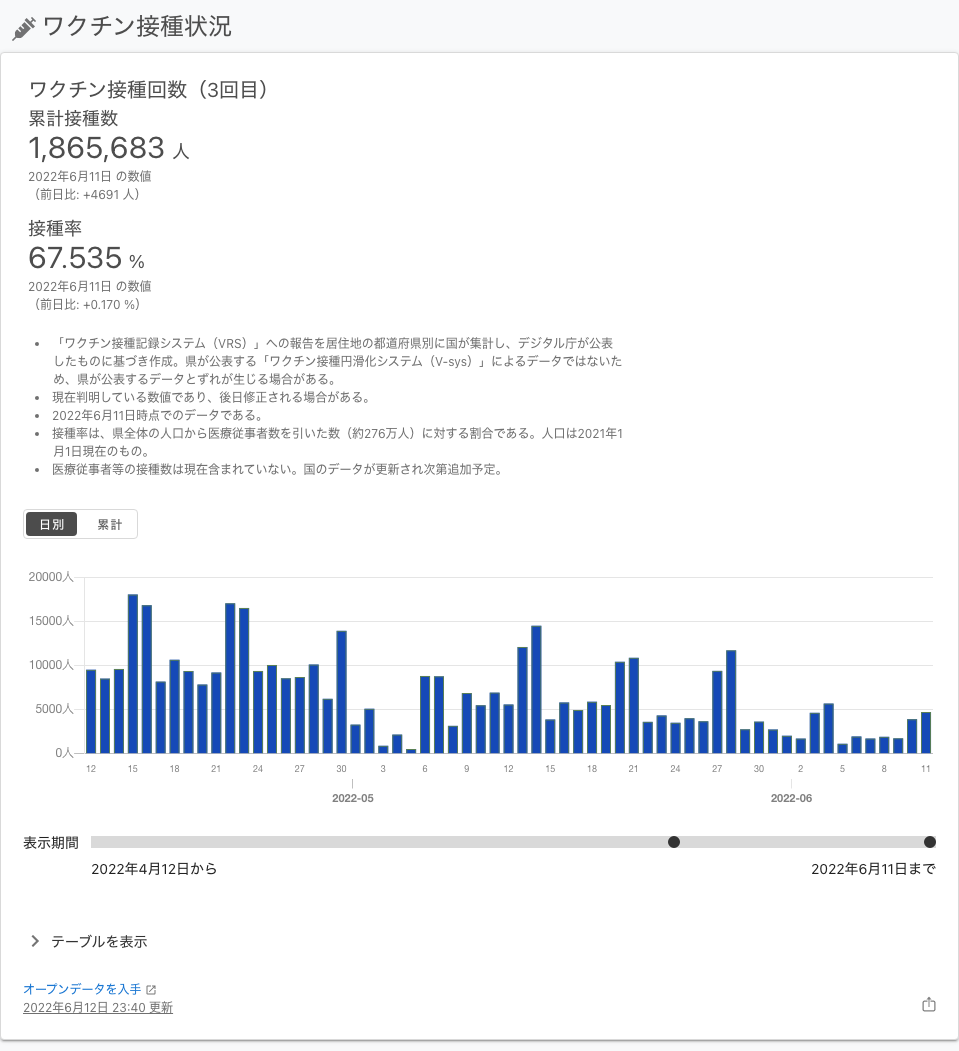 ワクチン接種状況
ワクチン接種回数（3回目）
累計接種数
1,865,683 人
2022年6月11日 の数値
（前日比: +4691 人）
接種率
67.535 %
2022年6月11日 の数値
（前日比: +0.170 %）
• 「ワクチン接種記録システム（VRS）」への報告を居住地の都道府県別に国が集計し、デジタル庁が公表
したものに基づき作成。県が公表する「ワクチン接種円滑化システム（V-sys）」によるデータではないた
め、県が公表するデータとずれが生じる場合がある。
• 現在判明している数値であり、後日修正される場合がある。
• 2022年6月11日時点でのデータである。
• 接種率は、県全体の人口から医療従事者数を引いた数（約276万人）に対する割合である。人口は2021年1
月1日現在のもの。
• 医療従事者等の接種数は現在含まれていない。国のデータが更新され次第追加予定。
日別 累計
20000人
15000人
10000人
5000人
0人
12 15 18 21 24 27 30 3 6 9 12 15 18 21 24 27 30 2 5 8 11
2022-05 2022-06
表示期間
2022年4月12日から 2022年6月11日まで
テーブルを表示
オープンデータを入手
2022年6月12日 23:40 更新